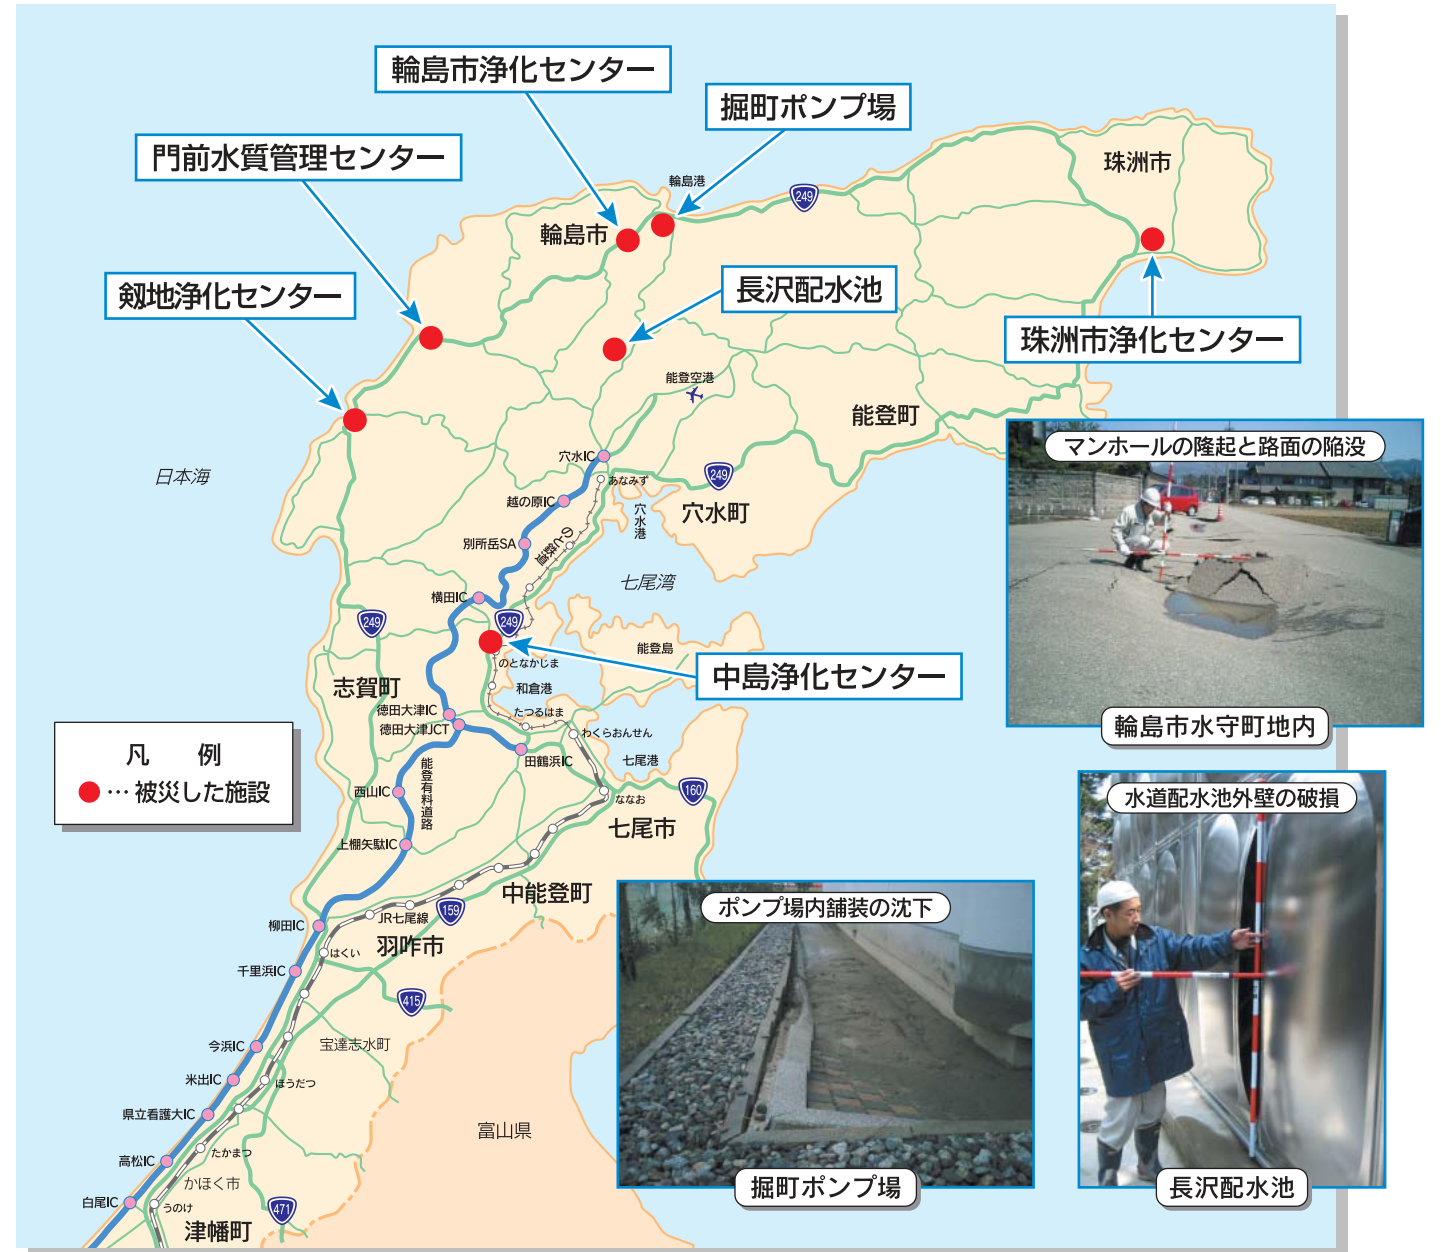 輪島市浄化センター
掘町ポンプ場
門前水質管理センター
輪島港
249
珠洲市
輪島市
剱地浄化センター
長沢配水池
珠洲市浄化センター
能登空港
能登町
マンホールの隆起と路面の陥没
日本海
穴水IC
249
あなみず
越の原IC
穴水港
穴水町
別所岳SA
のと鉄道
七尾湾
横田IC
249
249
能登島
のとなかじま
中島浄化センター
志賀町
和倉港
徳田大津IC
たつるはま
輪島市水守町地内
徳田大津JCT
わくらおんせん
凡 例
田鶴浜IC
七尾港
能登有料道路
●…被災した施設
西山IC
160
ななお
水道配水池外壁の破損
七尾市
上棚矢駄IC
中能登町
ポンプ場内舗装の沈下
159
JR七尾線
柳田IC
羽咋市
はくい
千里浜IC
415
今浜IC
宝達志水町
米出IC
ほうだつ
県立看護大IC
富山県
たかまつ
高松IC
かほく市
掘町ポンプ場
長沢配水池
白尾IC
うのけ
471
津幡町